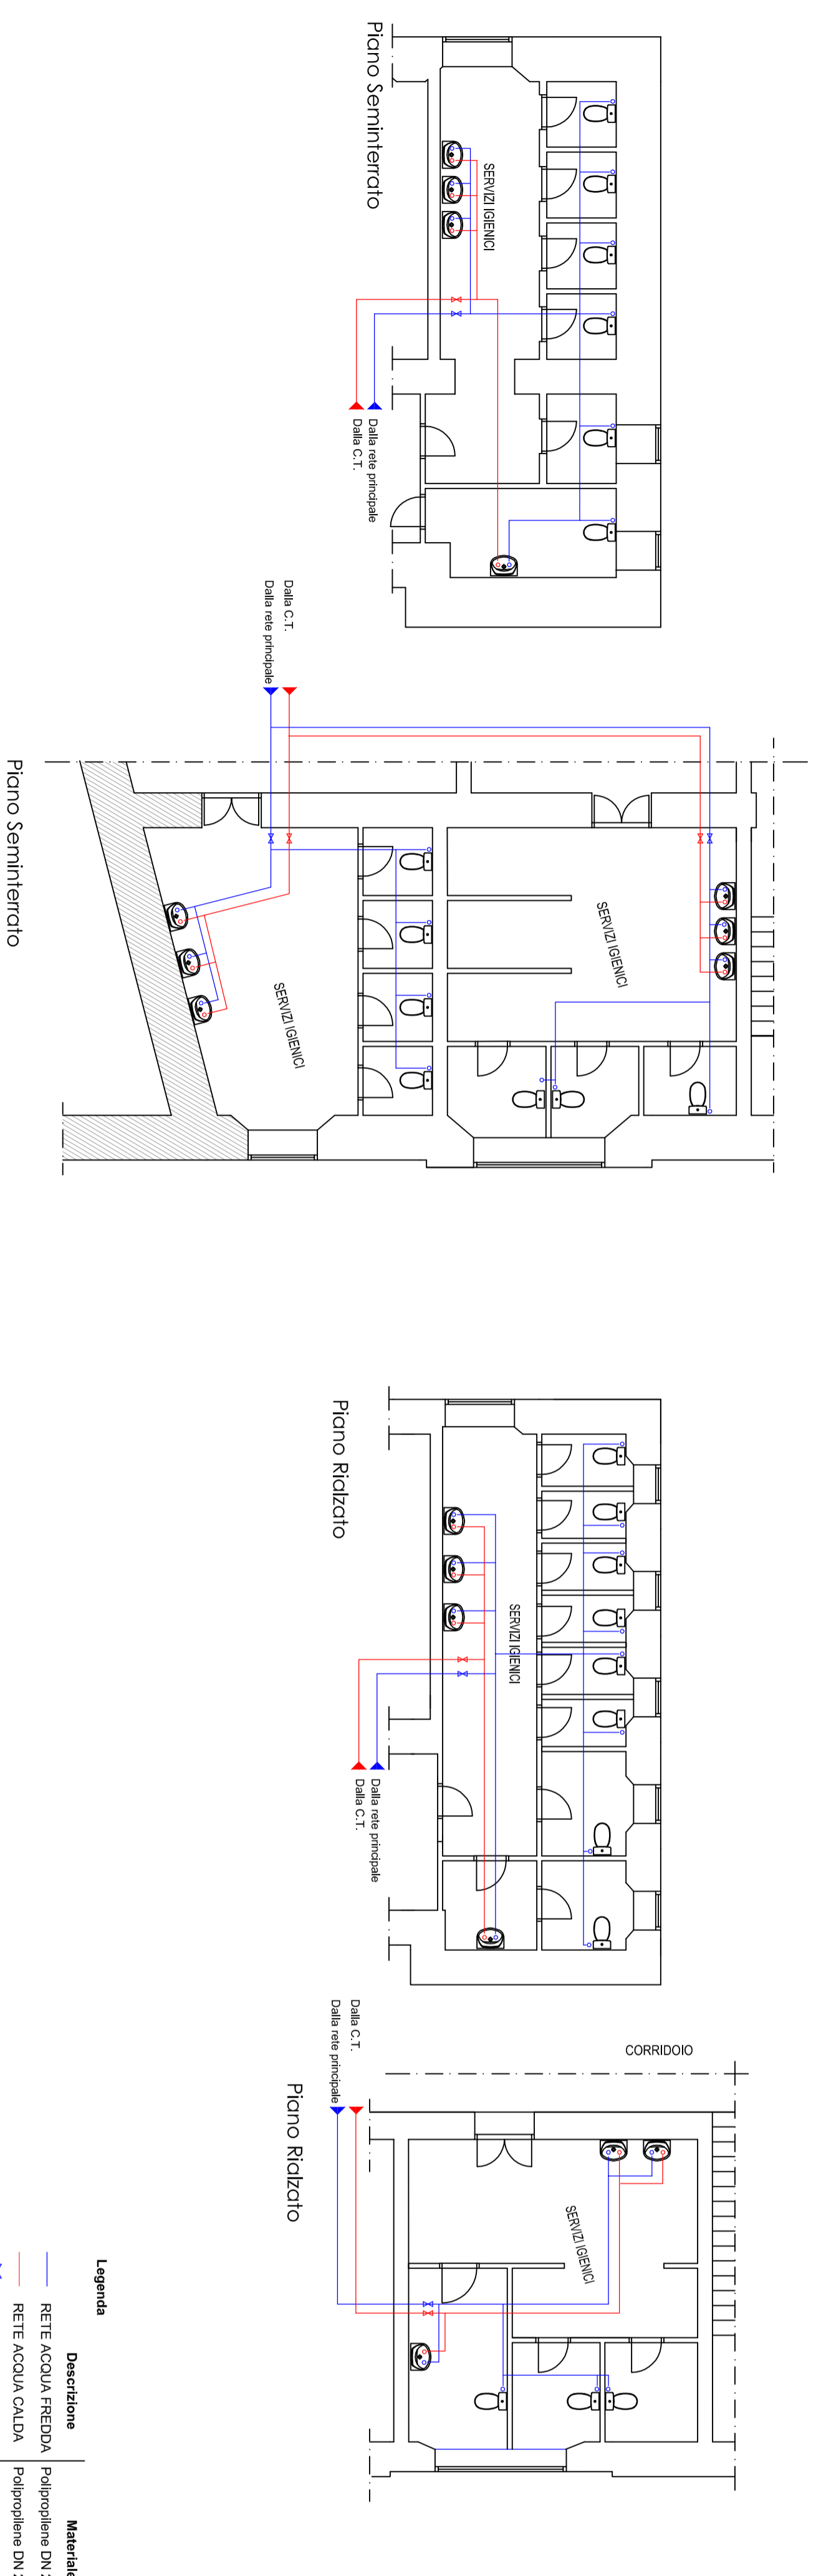 Piano Seminterrato
SERVIZI IGIENICI
Dalla rete principale
Dalla C.T.
Dalla C.T.
Dalla rete principale
SERVIZI IGIENICI
SERVIZI IGIENICI
Piano Seminterrato
Piano Rialzato
SERVIZI IGIENICI
Dalla rete principale
Dalla C.T.
CORRIDOIO
Dalla C.T.
Dalla rete principale
SERVIZI IGIENICI
Piano Rialzato
Legenda
Descrizione Materiale
RETE ACQUA FREDDA Polipropilene DN
RETE ACQUA CALDA Polipropilene DN